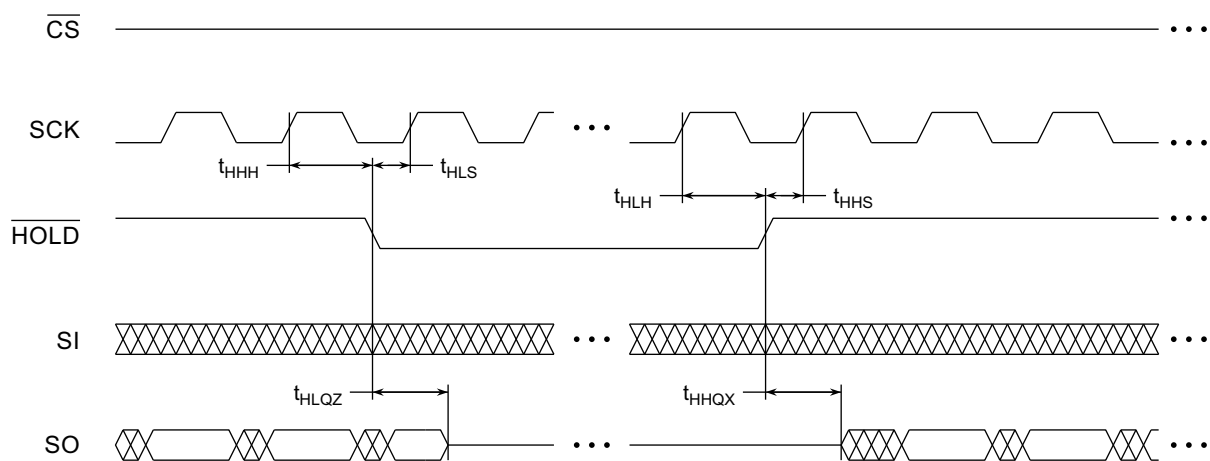 CS
SCK
tHHH
tHLS
tHLH
tHHS
HOLD
SI
tHLQZ
tHHQX
SO